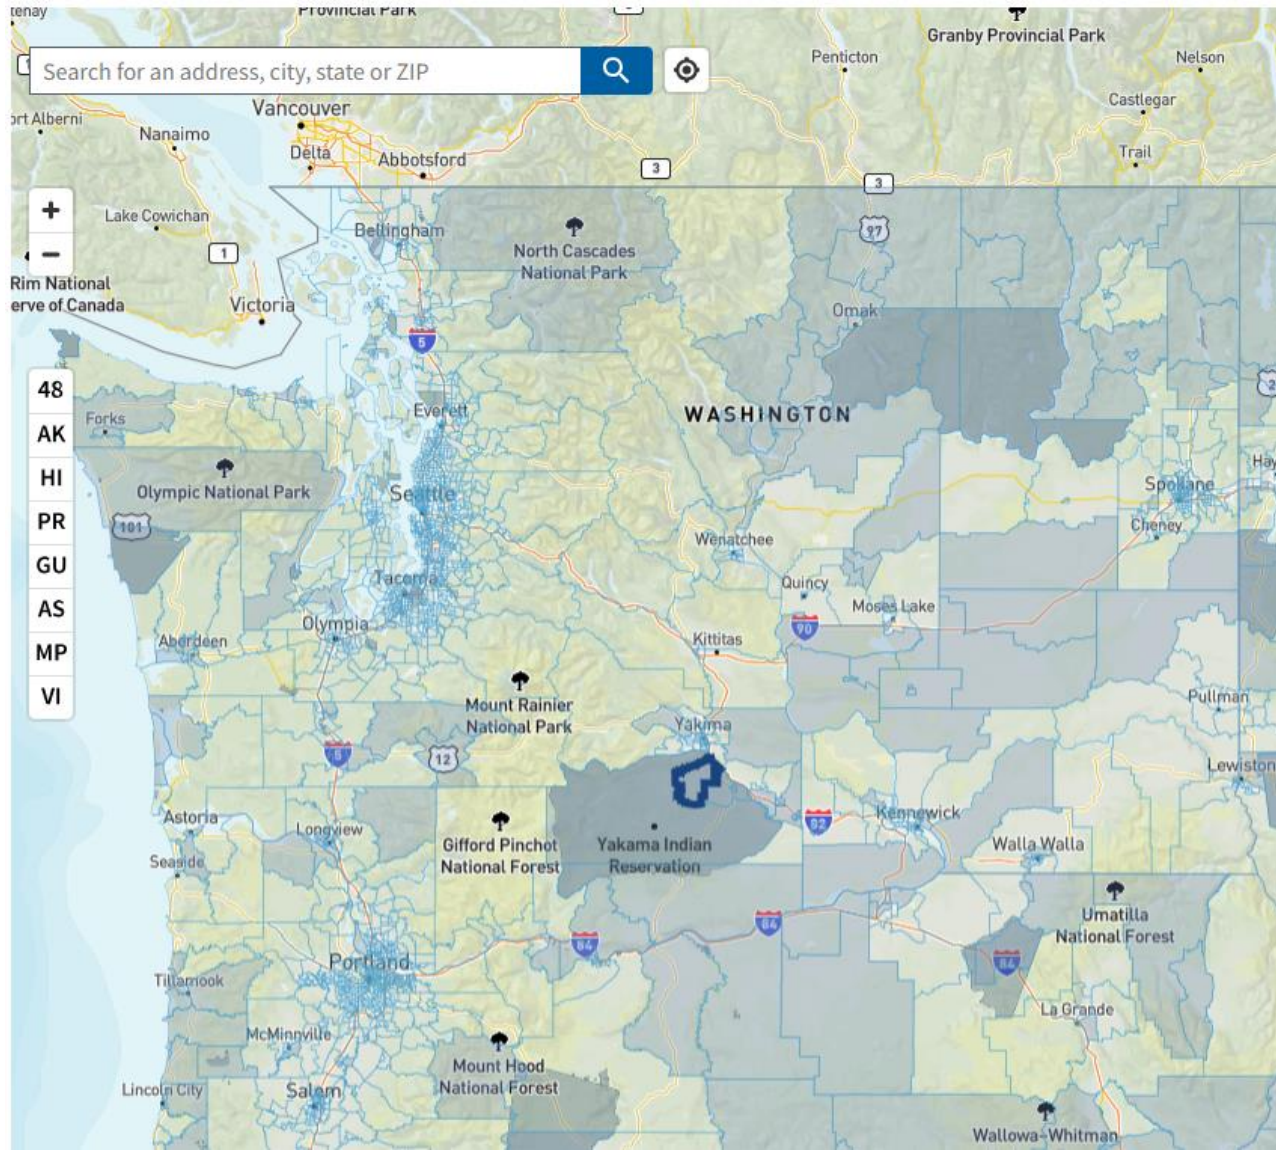 tenay
Provincial Park
Granby Provincial Park
Search for an address, city, state or ZIP
Penticton
Nelson
Vancouver
Castlegar
ort Alberni
Nanaimo
Delta
Abbotsford
Trail
3
3
+
−
Lake Cowichan
1
Bellingham
97
North Cascades
National Park
Rim National
erve of Canada
Victoria
Omak
5
48
AK
HI
PR
GU
AS
MP
VI
Forks
Everett
WASHINGTON
Olympic National Park
Seattle
Hay
Spokane
101
Cheney
Wenatchee
Tacoma
Quincy
Moses Lake
Olympia
90
Aberdeen
Kittitas
Mount Rainier
National Park
Pullman
Yakima
5
12
Lewiston
Astoria
Longview
Gifford Pinchot
National Forest
Yakama Indian
Reservation
82
Kennewick
Walla Walla
Seaside
84
84
Umatilla
National Forest
Portland
84
Tillamook
La Grande
McMinnville
Mount Hood
National Forest
Lincoln City
Salem
Wallowa-Whitman